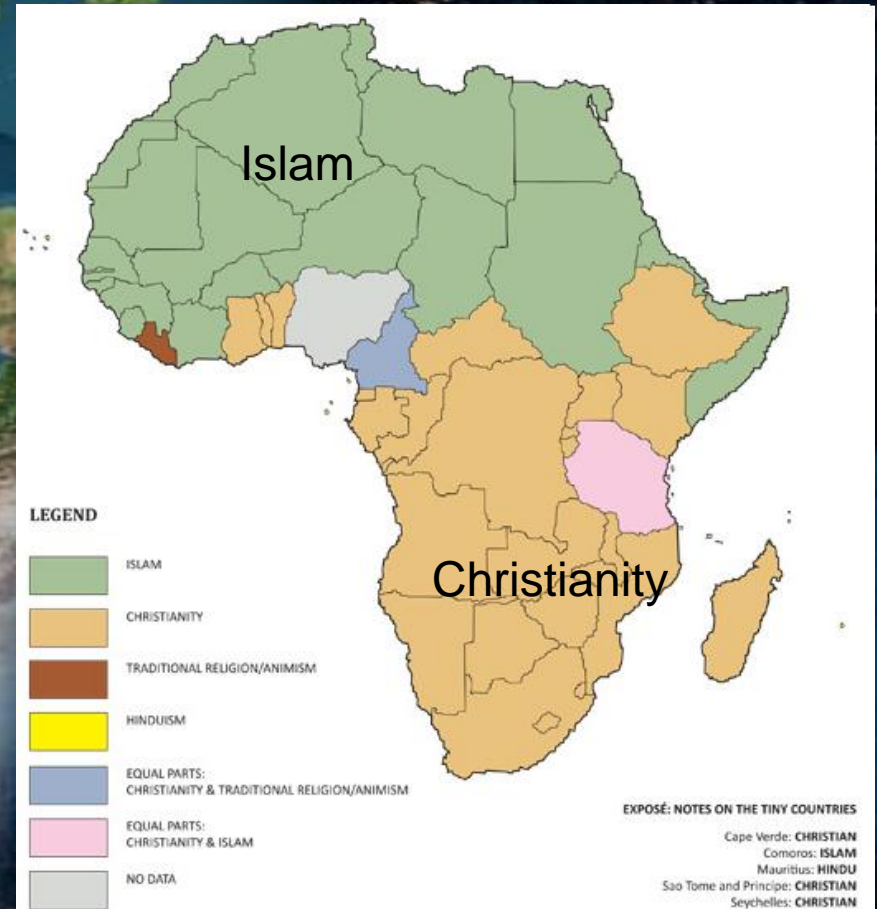 Islam
Christianity
LEGEND
ISLAM
CHRISTIANITY
TRADITIONAL RELIGION/ANIMISM
HINDUISM
EQUAL PARTS:
CHRISTIANITY & TRADITIONAL RELIGION/ANIMISM
EQUAL PARTS:
CHRISTIANITY & ISLAM
NO DATA
EXPOSÉ: NOTES ON THE TINY COUNTRIES
Cape Verde: CHRISTIAN
Comoros: ISLAM
Mauritius: HINDU
Sao Tome and Principe: CHRISTIAN
Seychelles: CHRISTIAN